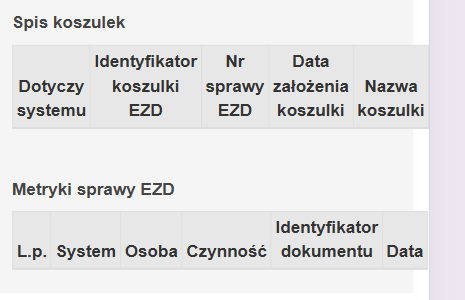 Spis koszulek
Dotyczy systemu Identyfikator koszulki EZD Nr sprawy EZD Data założenia koszulki Nazwa koszulki
Metryki sprawy EZD
L.p. System Osoba Czynność Identyfikator dokumentu Data